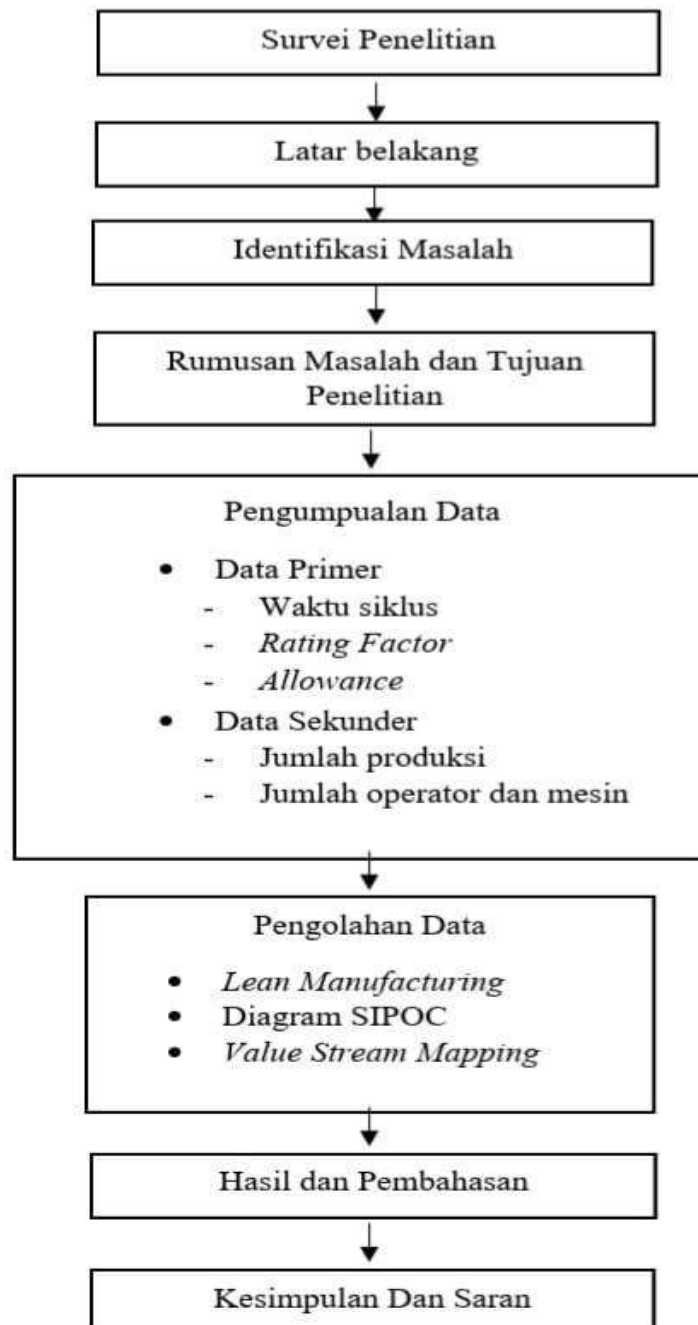 Survei Penelitian
Latar belakang
Identifikasi Masalah
Rumusan Masalah dan Tujuan
Penelitian
Pengumpualan Data
• Data Primer
- Waktu siklus
- Rating Factor
- Allowance
• Data Sekunder
- Jumlah produksi
- Jumlah operator dan mesin
Pengolahan Data
• Lean Manufacturing
• Diagram SIPOC
• Value Stream Mapping
Hasil dan Pembahasan
Kesimpulan Dan Saran